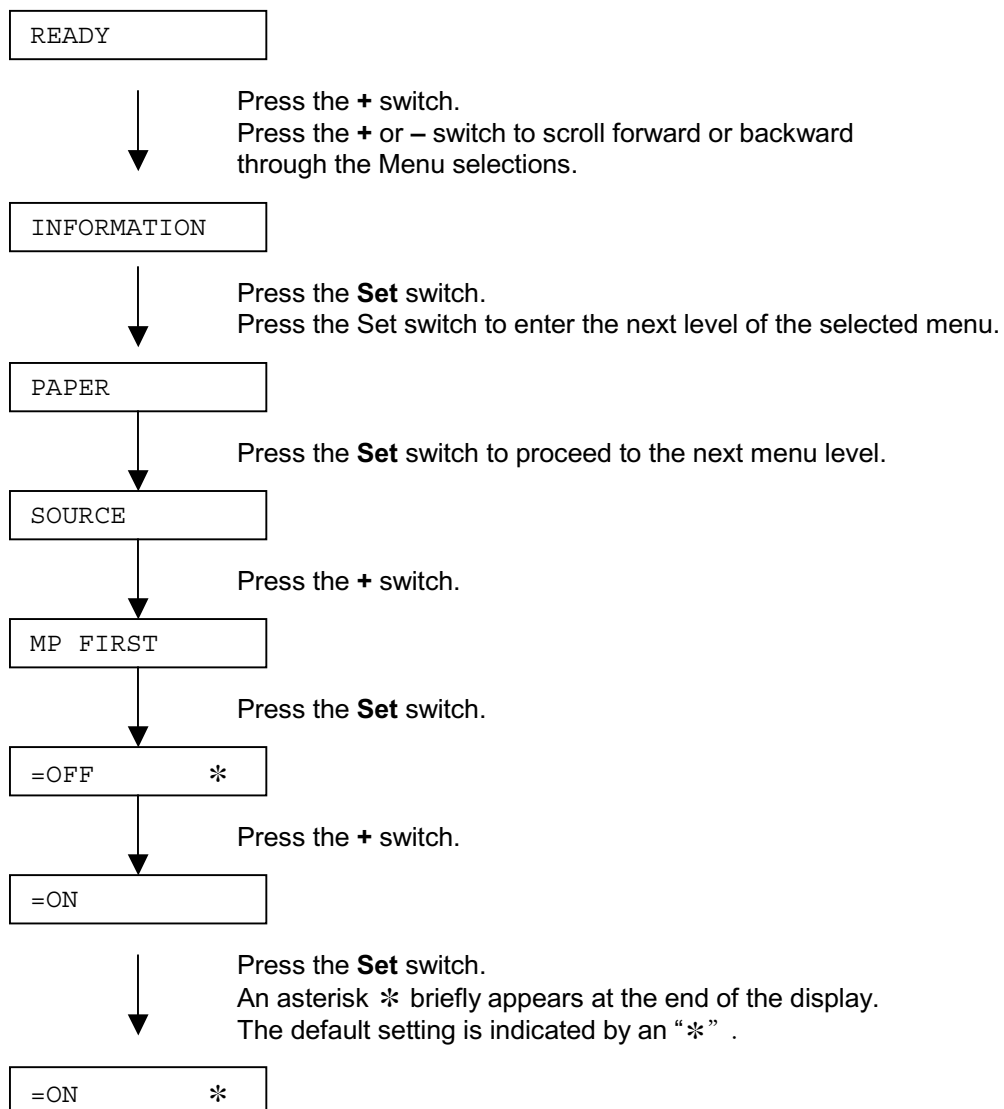 READY
Press the + switch.
Press the + or – switch to scroll forward or backward
through the Menu selections.
INFORMATION
Press the Set switch.
Press the Set switch to enter the next level of the selected menu.
PAPER
Press the Set switch to proceed to the next menu level.
SOURCE
Press the + switch.
MP FIRST
Press the Set switch.
=OFF *
Press the + switch.
=ON
Press the Set switch.
An asterisk * briefly appears at the end of the display.
The default setting is indicated by an “*” .
=ON *